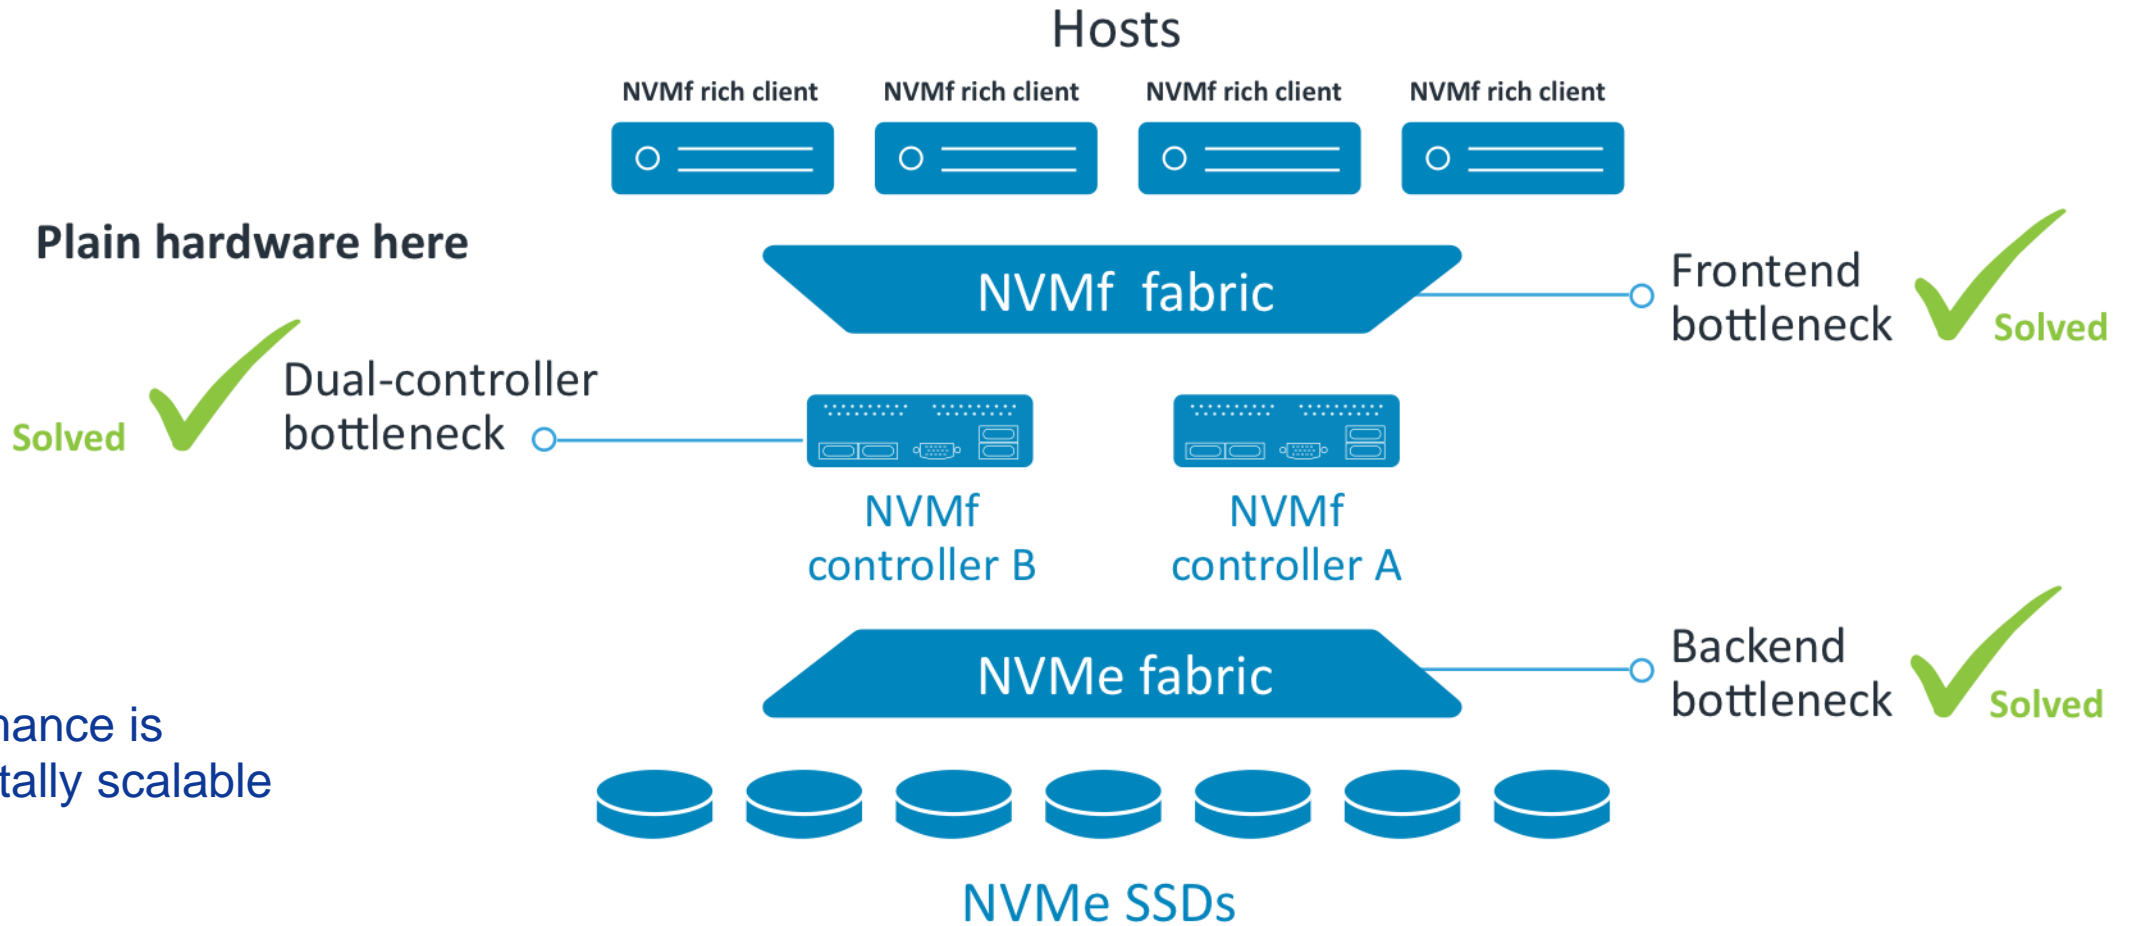 Hosts
NVMf rich client
NVMf rich client
NVMf rich client
NVMf rich client
Plain hardware here
NVMf fabric
Frontend
bottleneck
Solved
Dual-controller
bottleneck
Solved
NVMf
controller B
NVMf
controller A
NVMe fabric
Backend
bottleneck
Solved
is
scalable
NVMe SSDs